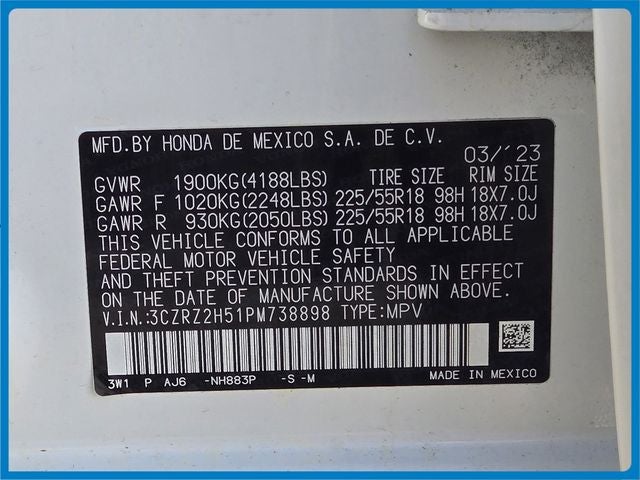 MFD.BY HONDA DE MEXICO S.A. DE C.V.
03/'23
TIRE SIZE RIM SIZE
GVWR 1900KG(4188LBS)
GAWR F 1020KG(2248LBS) 225/55R18 98H 18X7.0J
GAWR R 930KG(2050LBS) 225/55R18 98H 18X7.0J
THIS VEHICLE CONFORMS TO ALL APPLICABLE
FEDERAL MOTOR VEHICLE SAFETY
AND THEFT PREVENTION STANDARDS IN EFFECT
ON THE DATE OF MANUFACTURE SHOWN ABOVE.
V.I.N.:3CZRZ2H51PM738898 TYPE:MPV
3W1 P AJ6 -NH883P -S -M MADE IN MEXICO